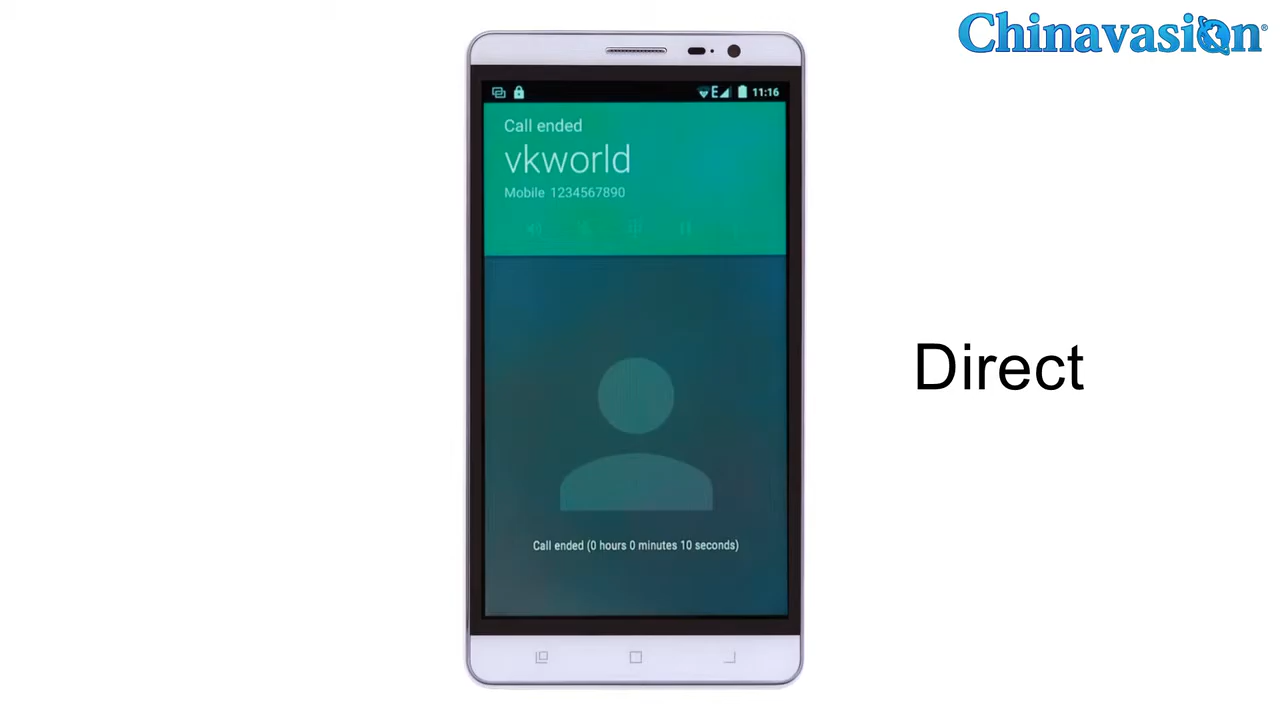 Chinavasion®
E
11:16
Call ended
vkworld
Mobile 1234567890
Direct
Call ended (0 hours 0 minutes 10 seconds)